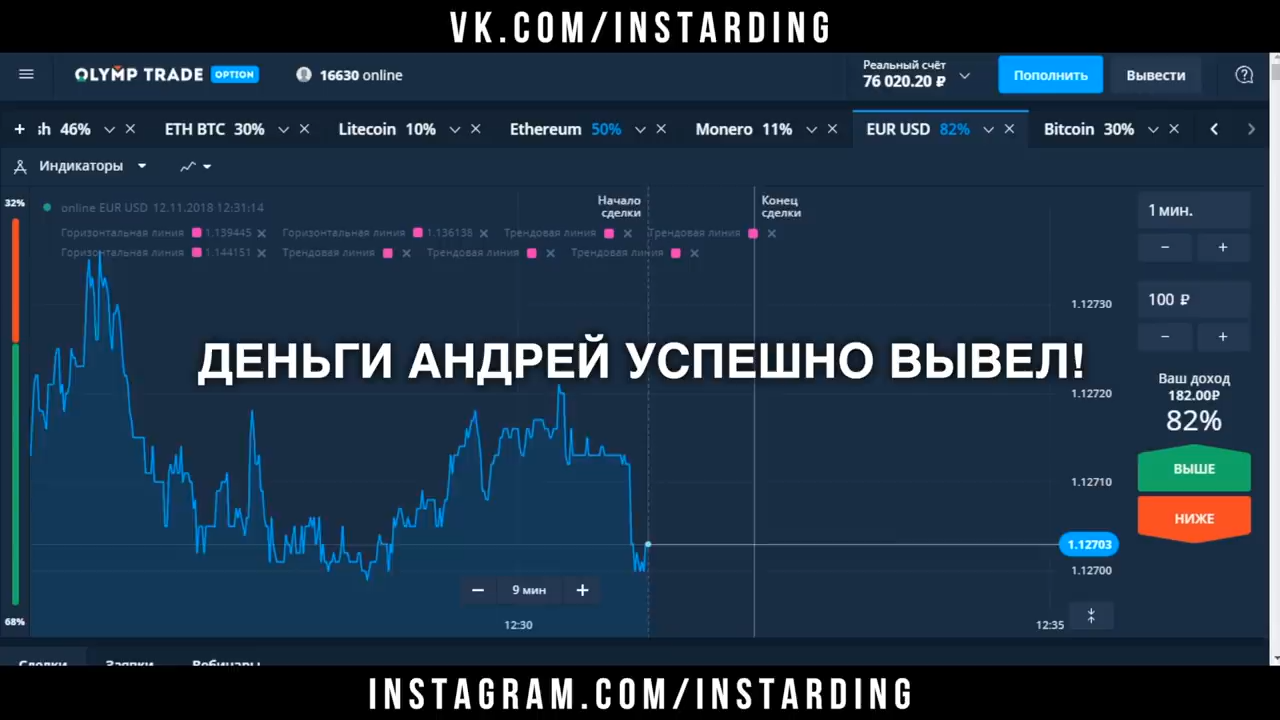 VK.COM/INSTARDING
OLYMP TRADE OPTION
16630 online
Реальный счёт
76 020.20 ₽
Пополнить
Вывести
sh 46%
ETH BTC 30%
Litecoin 10%
Ethereum 50%
Monero 11%
EUR USD 82%
Bitcoin 30%
Индикаторы
32%
online EUR USD 12.11.2018 12:31:14
Начало
сделки
Конец
сделки
Горизонтальная линия 1.139445
Горизонтальная линия 1.136138
Трендовая линия
Трендовая линия
Горизонтальная линия 1.144151
Трендовая линия
Трендовая линия
Трендовая линия
1 мин.
− +
100 ₽
− +
1.12730
ДЕНЬГИ АНДРЕЙ УСПЕШНО ВЫВЕЛ!
1.12720
Ваш доход
182.00₽
82%
ВЫШЕ
1.12710
НИЖЕ
1.12703
1.12700
− 9 мин +
68%
12:30
12:35
Сделки
Заявки
Вебинары
INSTAGRAM.COM/INSTARDING